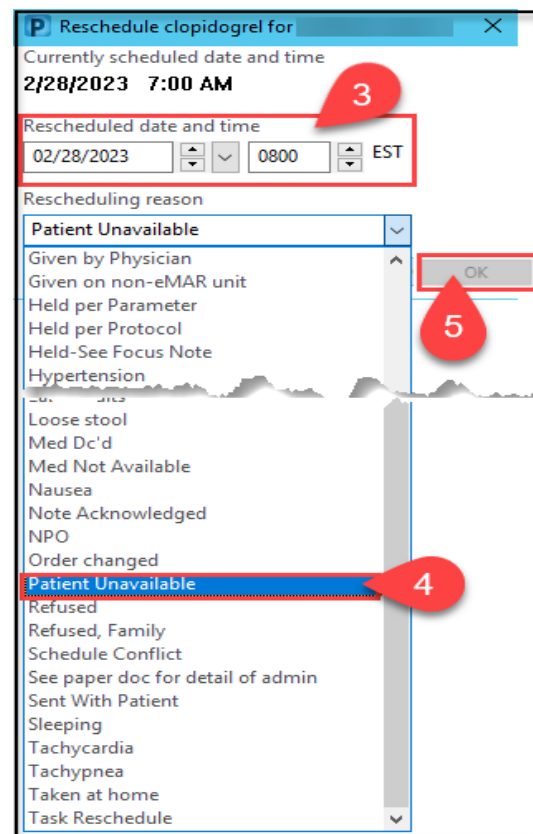 P Reschedule clopidogrel for
Currently scheduled date and time
2/28/2023 7:00 AM
3
Rescheduled date and time
02/28/2023 0800 EST
Rescheduling reason
Patient Unavailable
Given by Physician
OK
Given on non-eMAR unit
Held per Parameter
5
Held per Protocol
Held-See Focus Note
Hypertension
Loose stool
Med Dc'd
Med Not Available
Nausea
Note Acknowledged
NPO
Order changed
Patient Unavailable
4
Refused
Refused, Family
Schedule Conflict
See paper doc for detail of admin
Sent With Patient
Sleeping
Tachycardia
Tachypnea
Taken at home
Task Reschedule